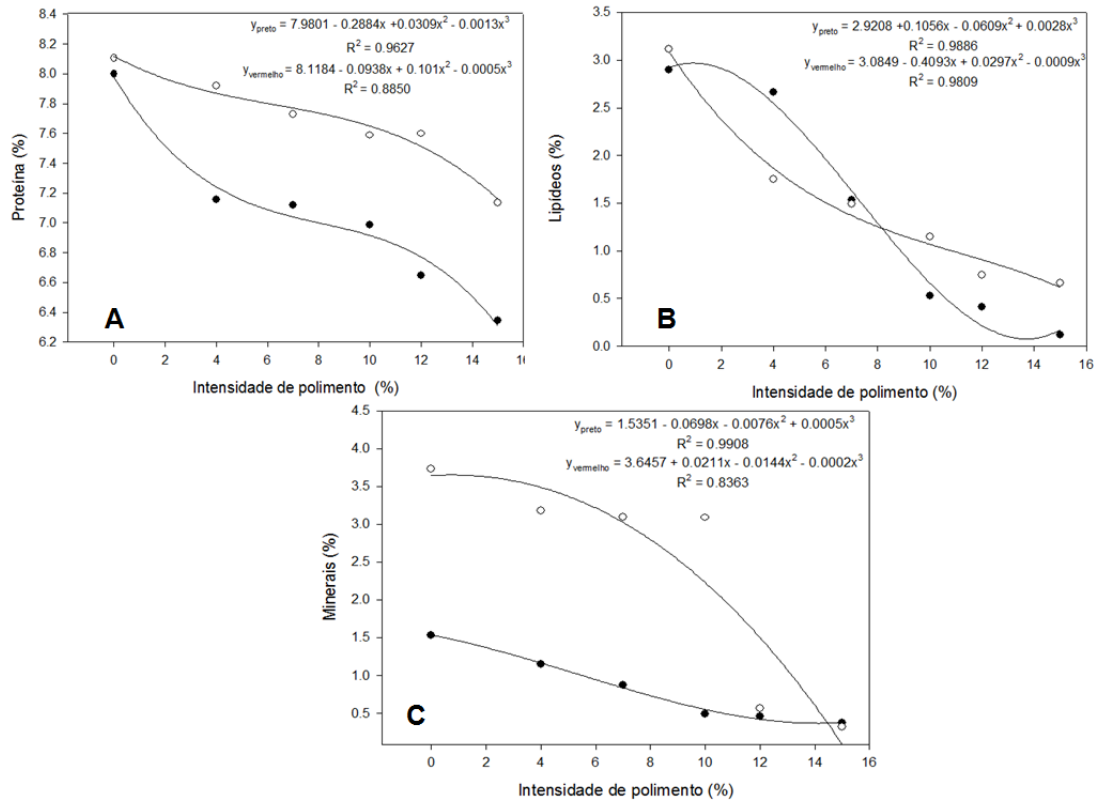 y preto = 7.9801 - 0.2884x +0.0309x² - 0.0013x³
R² = 0.9627
y vermelho = 8.1184 - 0.0938x + 0.101x² - 0.0005x³
R² = 0.8850
8.4
8.2
8.0
7.8
7.6
7.4
7.2
7.0
6.8
6.6
6.4
6.2
Proteína (%)
A
0 2 4 6 8 10 12 14 16
Intensidade de polimento (%)
y preto = 2.9208 +0.1056x - 0.0609x² + 0.0028x³
R² = 0.9886
y vermelho = 3.0849 - 0.4093x + 0.0297x² - 0.0009x³
R² = 0.9809
3.5
3.0
2.5
2.0
1.5
1.0
0.5
0.0
Lipídeos (%)
B
0 2 4 6 8 10 12 14 16
Intensidade de polimento (%)
y preto = 1.5351 - 0.0698x - 0.0076x² + 0.0005x³
R² = 0.9908
y vermelho = 3.6457 + 0.0211x - 0.0144x² - 0.0002x³
R² = 0.8363
4.5
4.0
3.5
3.0
2.5
2.0
1.5
1.0
0.5
Minerais (%)
C
0 2 4 6 8 10 12 14 16
Intensidade de polimento (%)